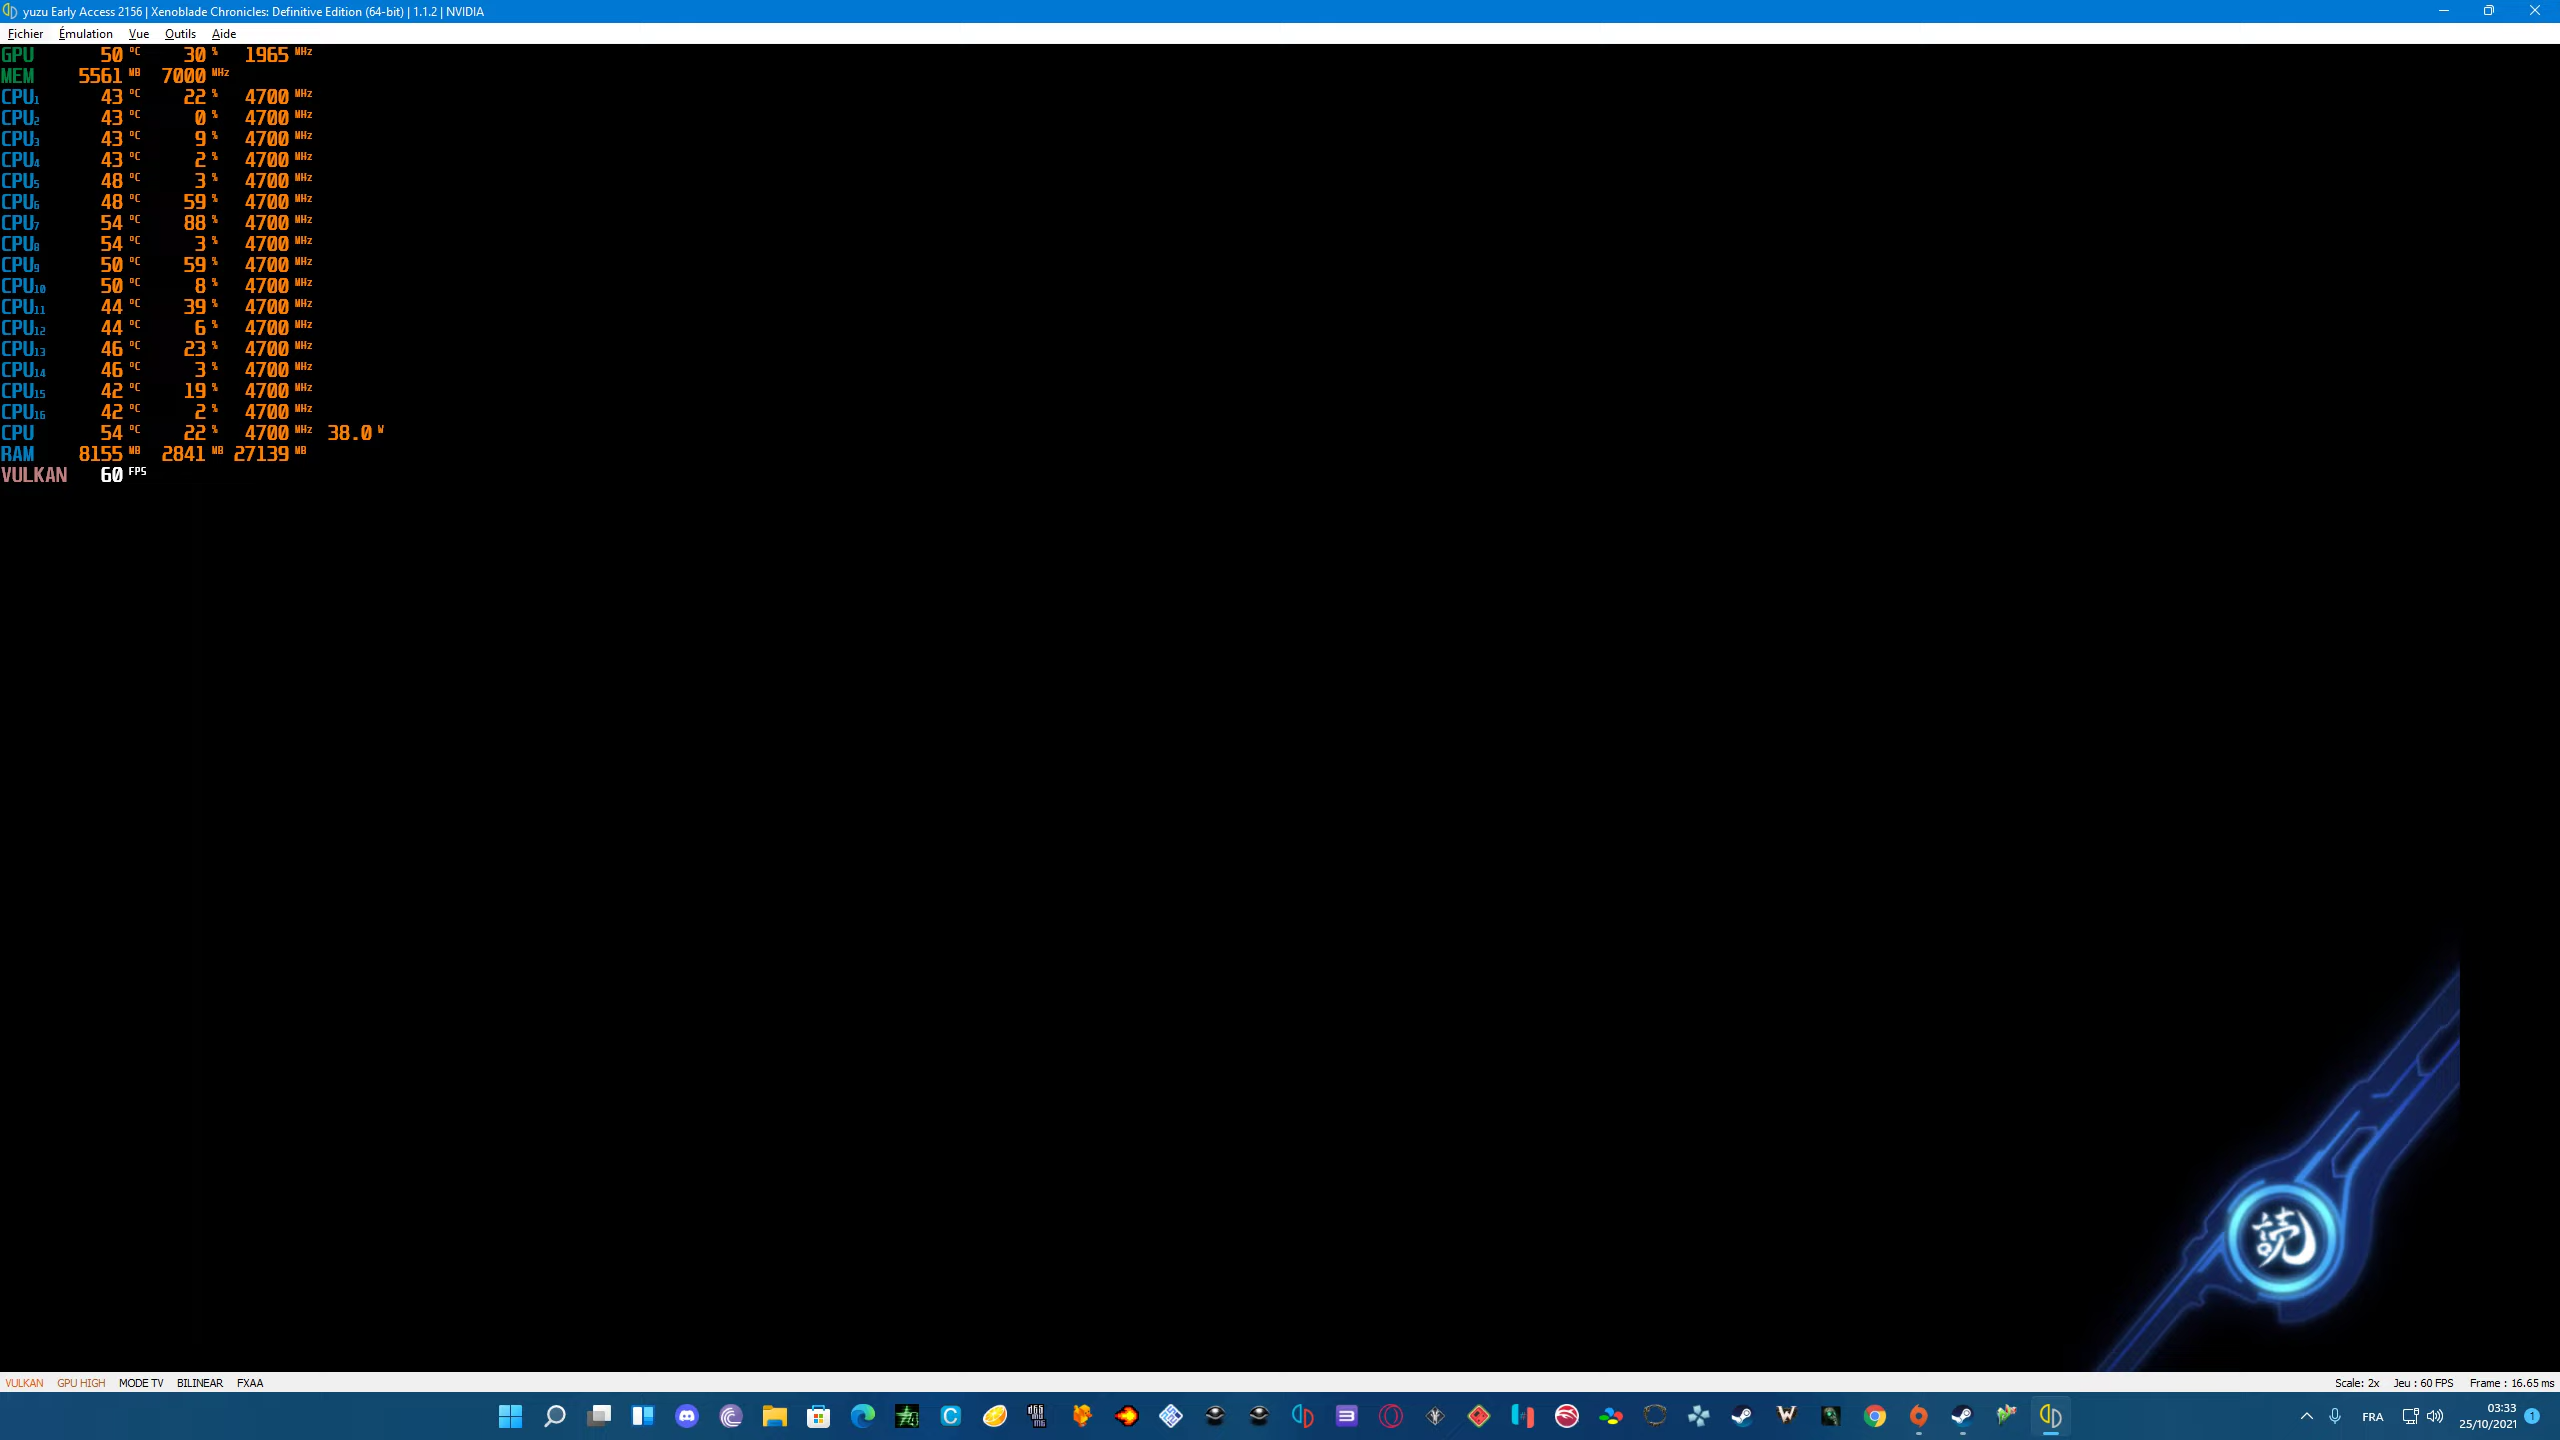 yuzu Early Access 2156 | Xenoblade Chronicles: Definitive Edition (64-bit) | 1.1.2 | NVIDIA
Fichier Émulation Vue Outils Aide
GPU 50 °C 30 % 1965 MHz
MEM 5561 MB 7000 MHz
CPU1 43 °C 22 % 4700 MHz
CPU2 43 °C 0 % 4700 MHz
CPU3 43 °C 9 % 4700 MHz
CPU4 43 °C 2 % 4700 MHz
CPU5 48 °C 3 % 4700 MHz
CPU6 48 °C 59 % 4700 MHz
CPU7 54 °C 88 % 4700 MHz
CPU8 54 °C 3 % 4700 MHz
CPU9 50 °C 59 % 4700 MHz
CPU10 50 °C 8 % 4700 MHz
CPU11 44 °C 39 % 4700 MHz
CPU12 44 °C 6 % 4700 MHz
CPU13 46 °C 23 % 4700 MHz
CPU14 46 °C 3 % 4700 MHz
CPU15 42 °C 19 % 4700 MHz
CPU16 42 °C 2 % 4700 MHz
CPU 54 °C 22 % 4700 MHz 38.0 W
RAM 8155 MB 2841 MB 27139 MB
VULKAN 60 FPS
読
VULKAN GPU HIGH MODE TV BILINEAR FXAA Scale: 2x Jeu : 60 FPS Frame : 16.65 ms
FRA 03:33
25/10/2021 1